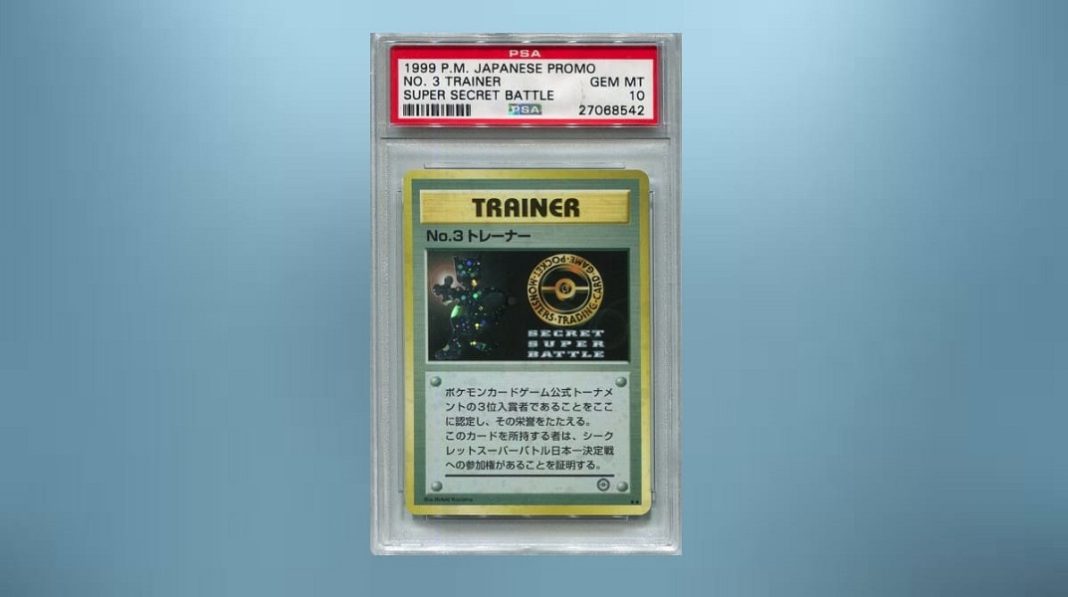 PSA
1999 P.M. JAPANESE PROMO
NO. 3 TRAINER GEM MT
SUPER SECRET BATTLE 10
PSA 27068542
TRAINER
No.3トレーナー
POCKET MONSTERS TRADING CARD GAME
SECRET
SUPER
BATTLE
ポケモンカードゲーム公式トーナメ
ントの3位入賞者であることをここ
に認定し、その栄誉をたたえる。
このカードを所持する者は、シーク
レットスーパーバトル日本一決定戦
への参加権があることを証明する。